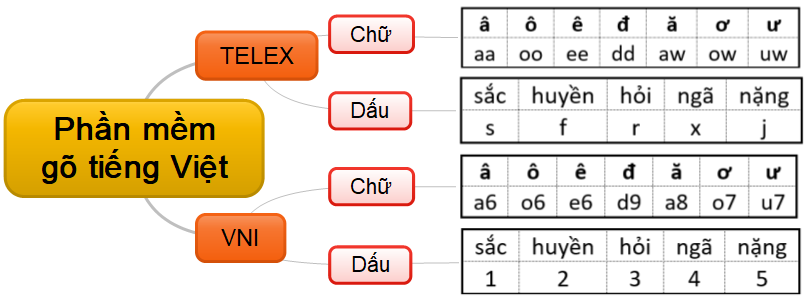 Phần mềm
gõ tiếng Việt
TELEX
Chữ
â ô ê đ ă ơ ư
aa oo ee dd aw ow uw
Dấu
sắc huyền hỏi ngã nặng
s f r x j
VNI
Chữ
â ô ê đ ă ơ ư
a6 o6 e6 d9 a8 o7 u7
Dấu
sắc huyền hỏi ngã nặng
1 2 3 4 5